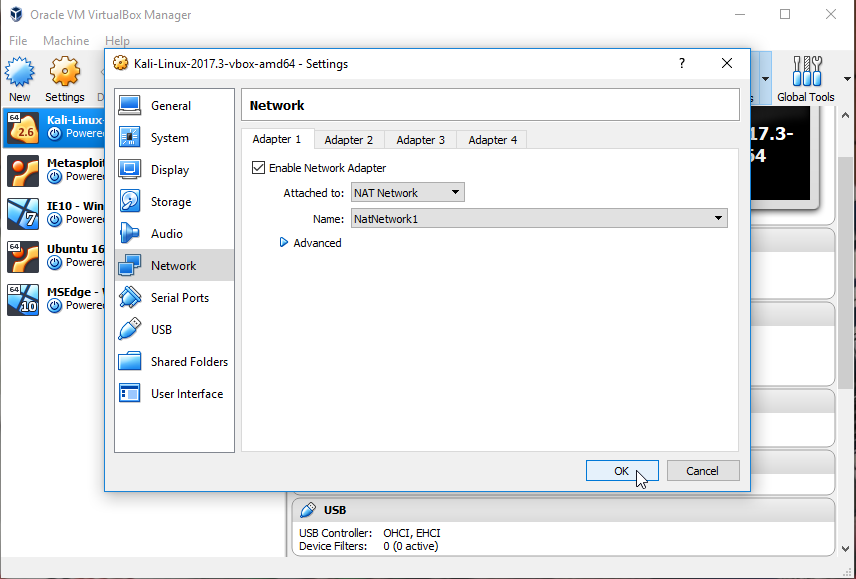 Oracle VM VirtualBox Manager
File Machine Help
New Settings D s Global Tools
Kali-Linux-2017.3-vbox-amd64 - Settings
?
64 Kali-Linux-
2.6 Powered
Metasploit
Powered
IE10 - Win
7 Powered
64 Ubuntu 16
Powered
64 MSEdge - W
10 Powered
General
System
Display
Storage
Audio
Network
Serial Ports
USB
Shared Folders
User Interface
Network
Adapter 1 Adapter 2 Adapter 3 Adapter 4
Enable Network Adapter
Attached to: NAT Network
Name: NatNetwork1
Advanced
OK Cancel
17.3-
64
USB
USB Controller: OHCI, EHCI
Device Filters: 0 (0 active)